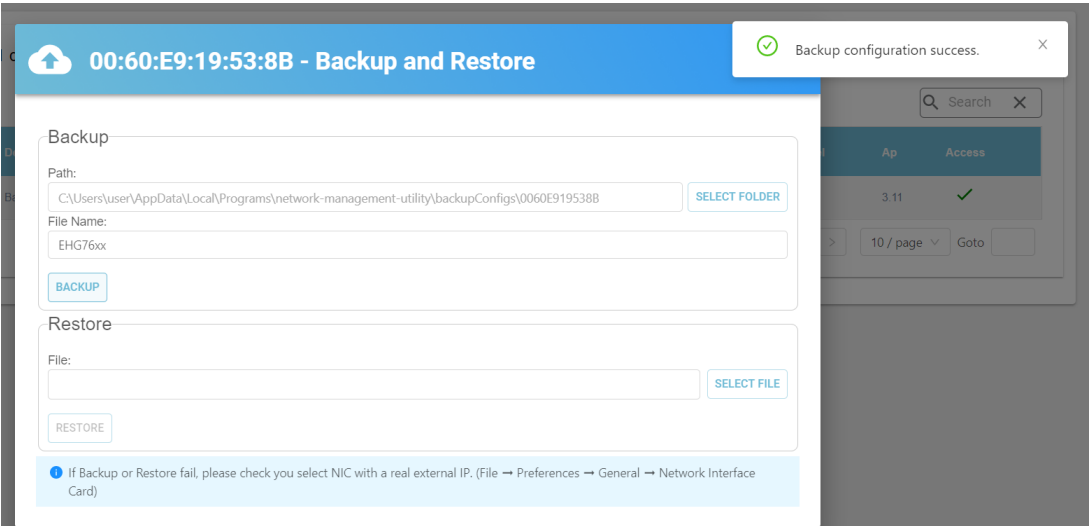 00:60:E9:19:53:8B - Backup and Restore
Backup configuration success.
Search
Ap Access
3.11
10 / page Goto
Backup
Path:
C:\Users\user\AppData\Local\Programs\network-management-utility\backupConfigs\0060E919538B
SELECT FOLDER
File Name:
EHG76xx
BACKUP
Restore
File:
SELECT FILE
RESTORE
If Backup or Restore fail, please check you select NIC with a real external IP. (File → Preferences → General → Network Interface
Card)